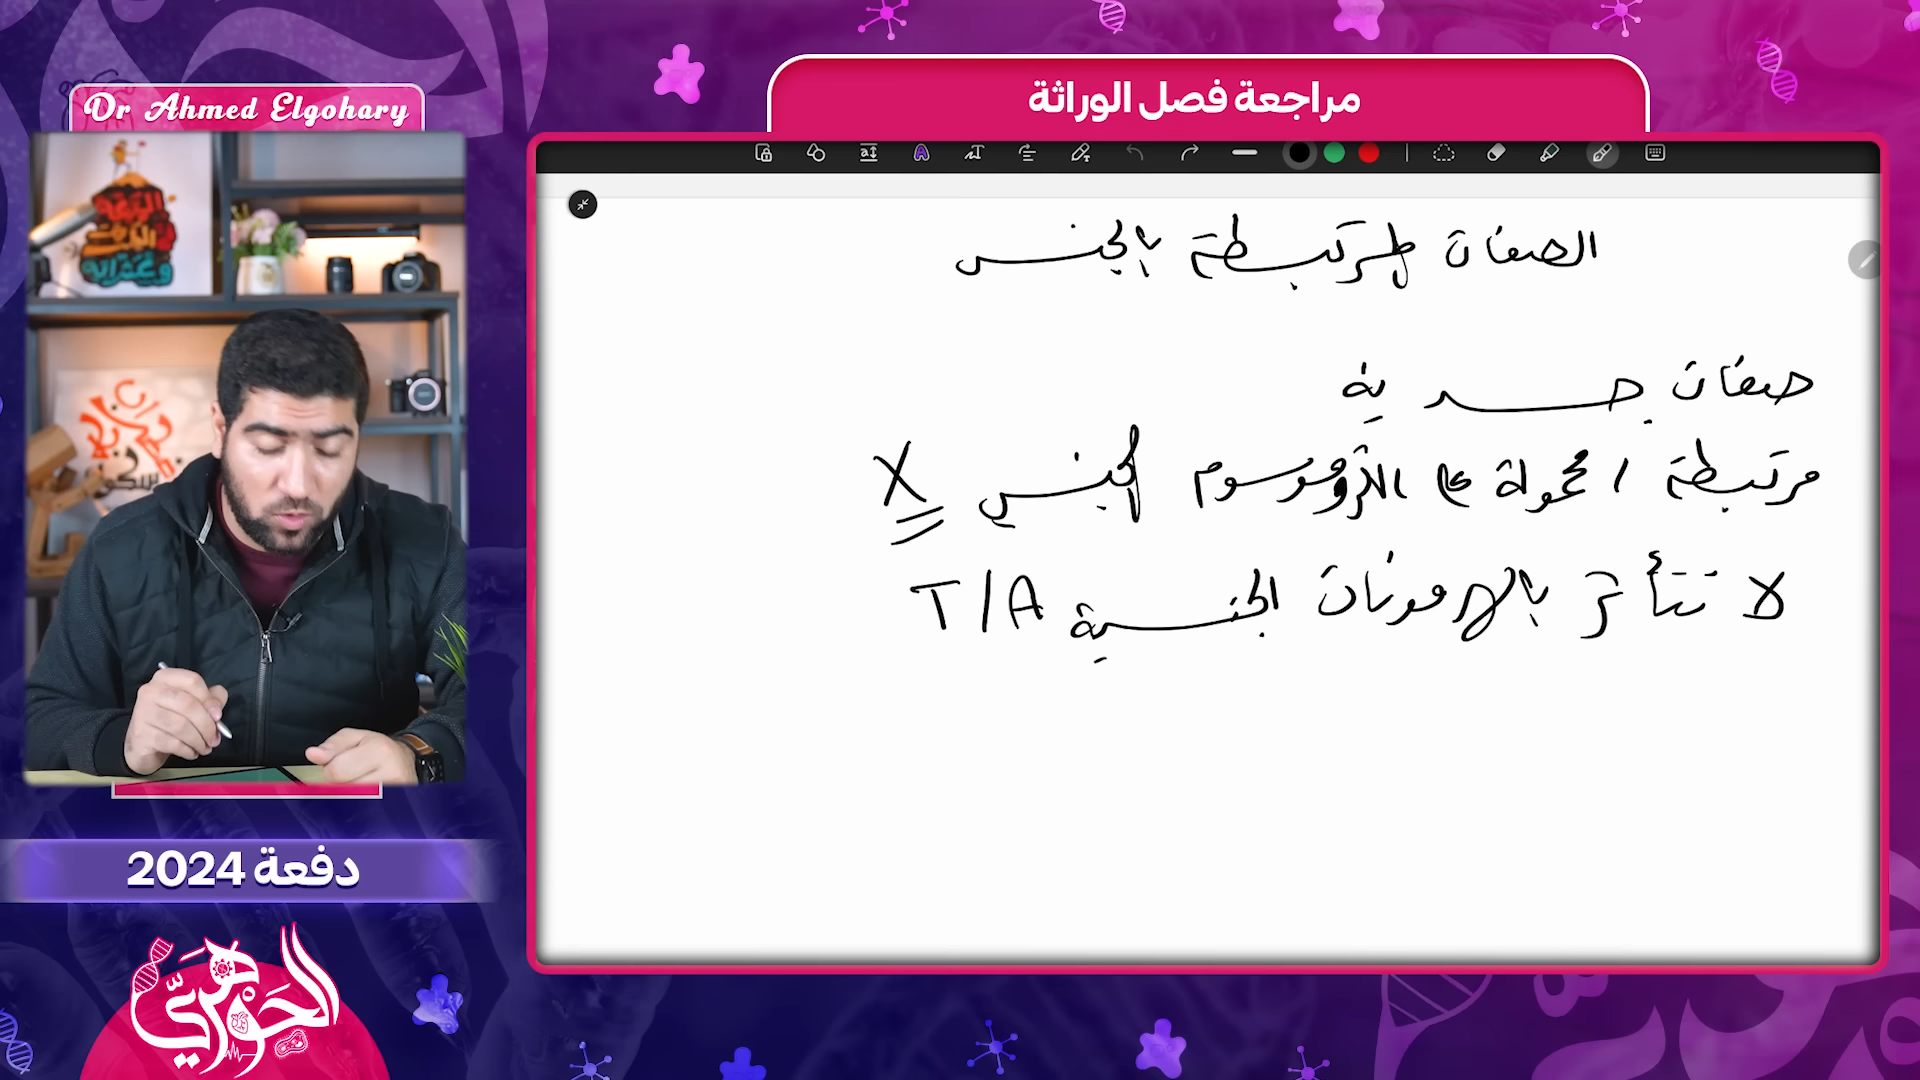 Dr Ahmed Elgohary
مراجعة فصل الوراثة
الصفات المرتبطة بالجنس
صفات جسدية
مرتبطة / محمولة على الكروموسوم الجنسي X
لا تتأثر بالهرمونات الجنسية T/A
دفعة 2024
الجوهري